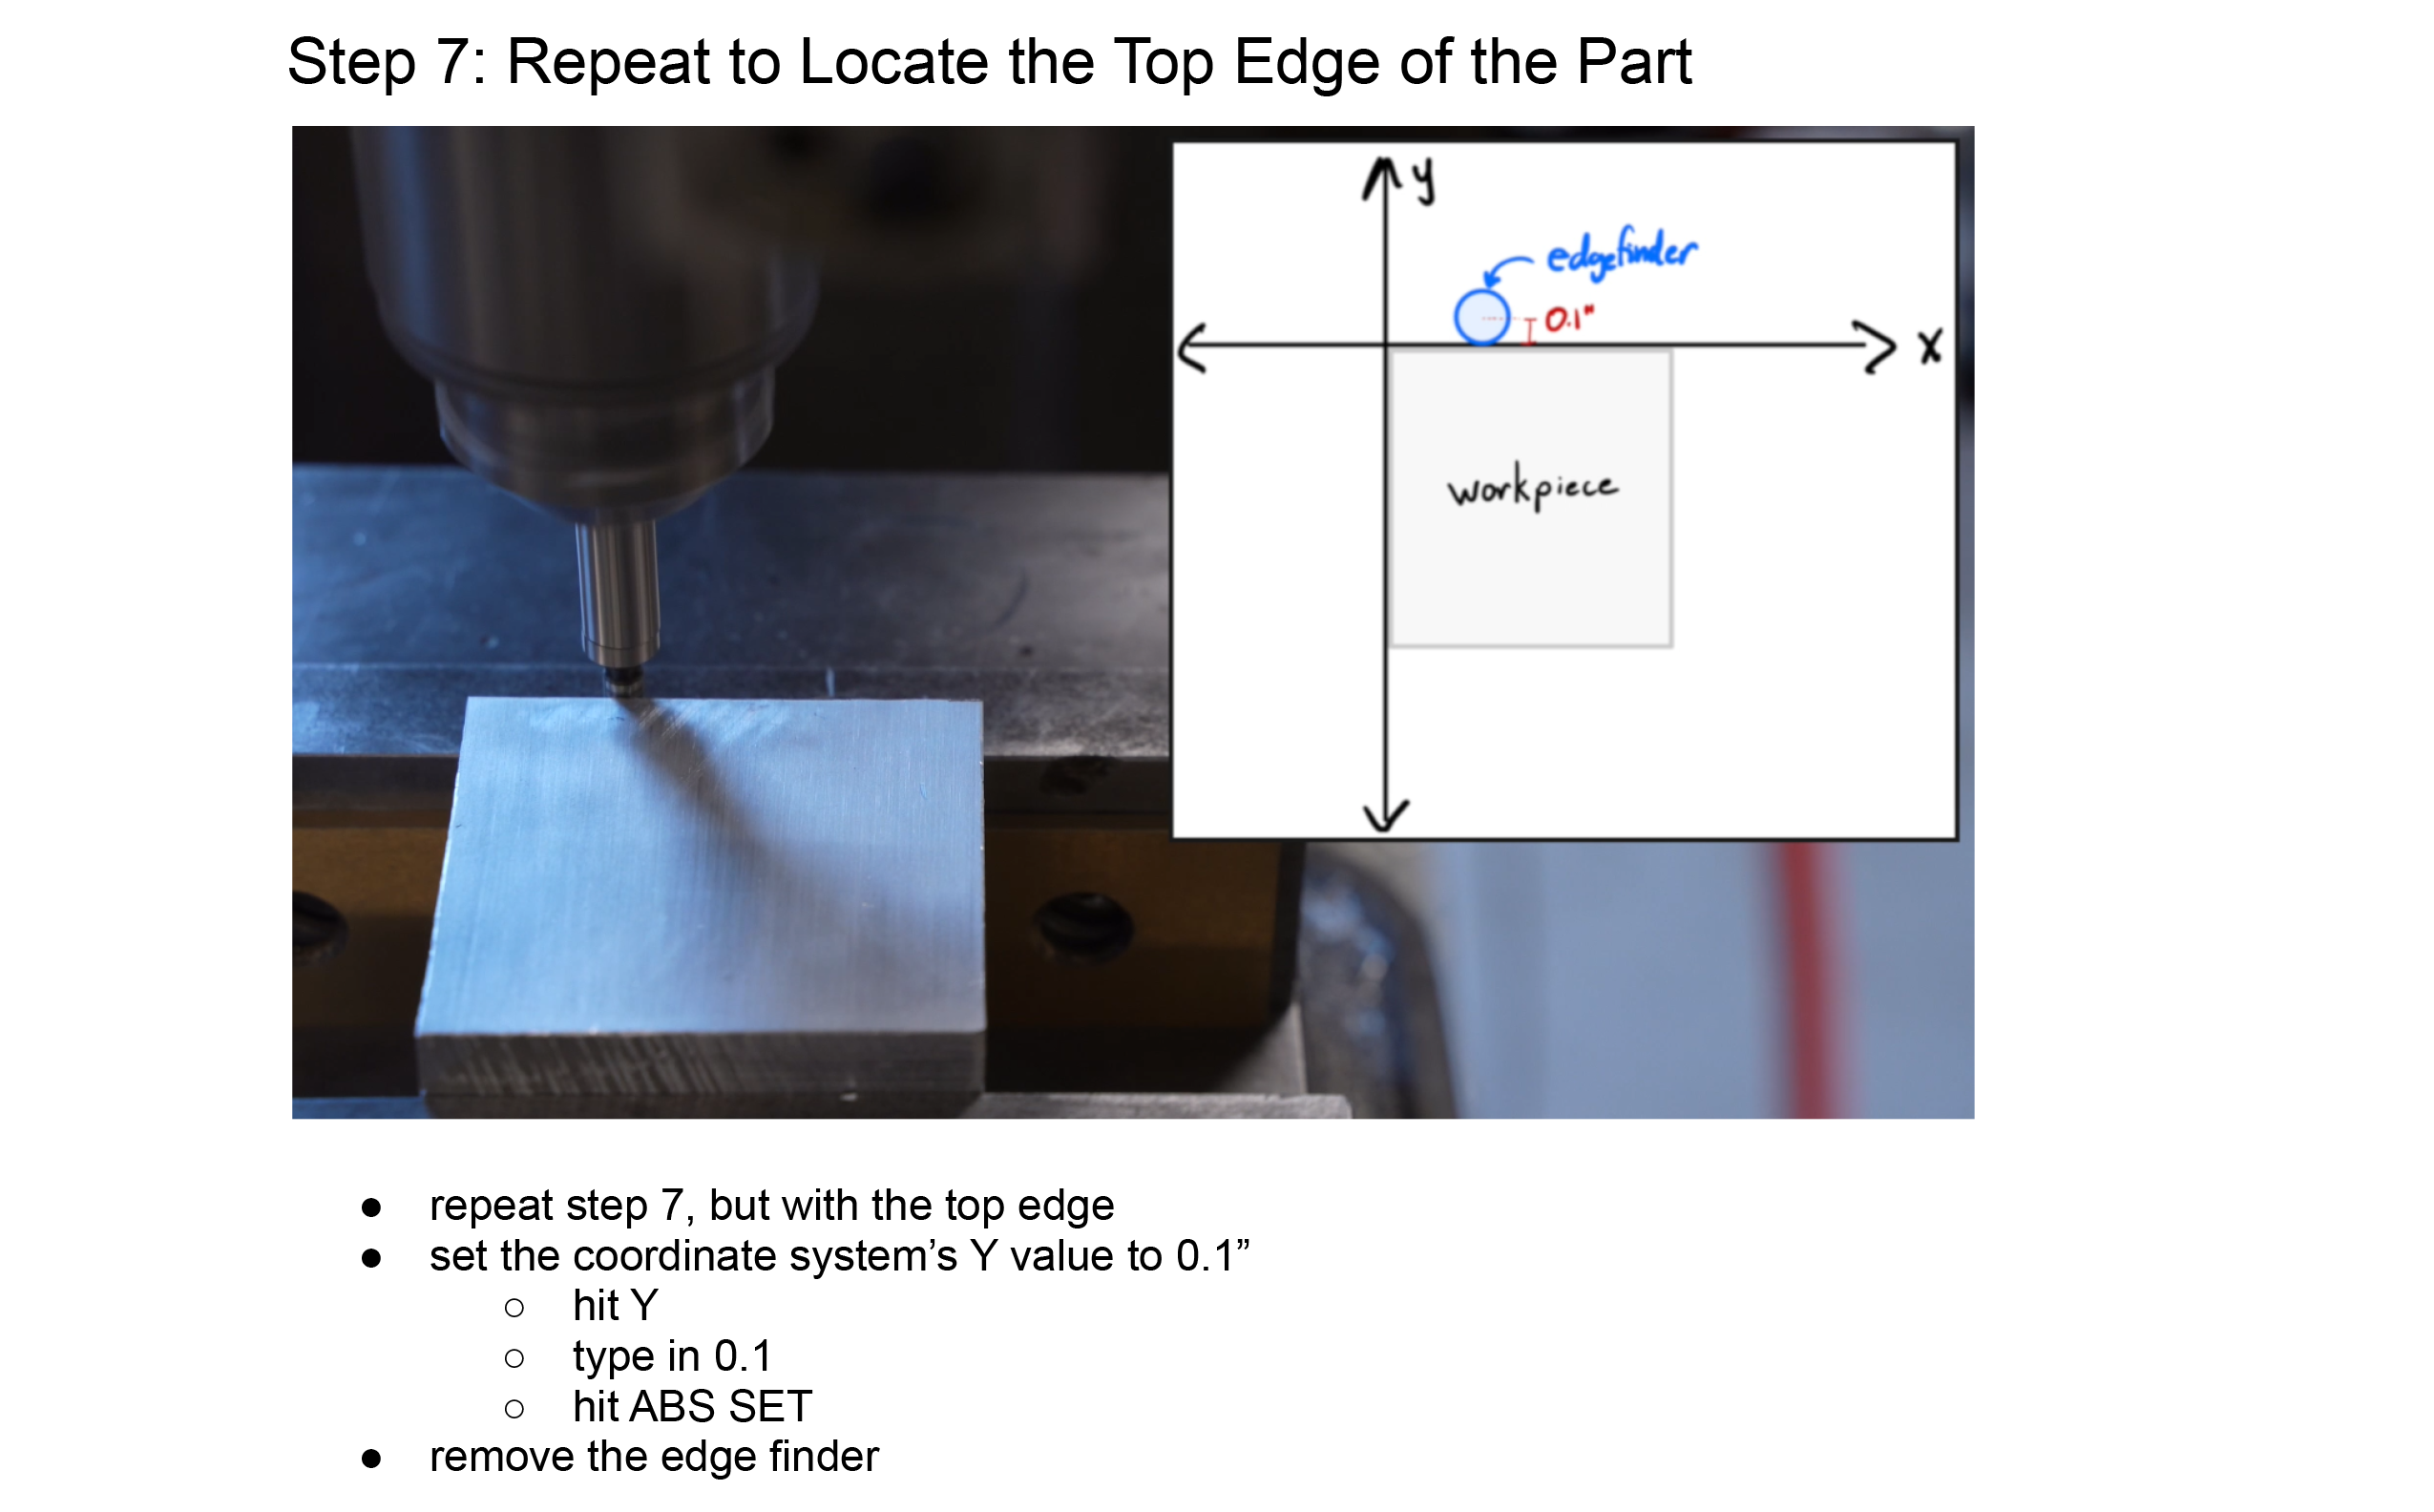 Step 7: Repeat to Locate the Top Edge of the Part
y
edgefinder
0.1"
x
workpiece
● repeat step 7, but with the top edge
● set the coordinate system’s Y value to 0.1”
○ hit Y
○ type in 0.1
○ hit ABS SET
● remove the edge finder